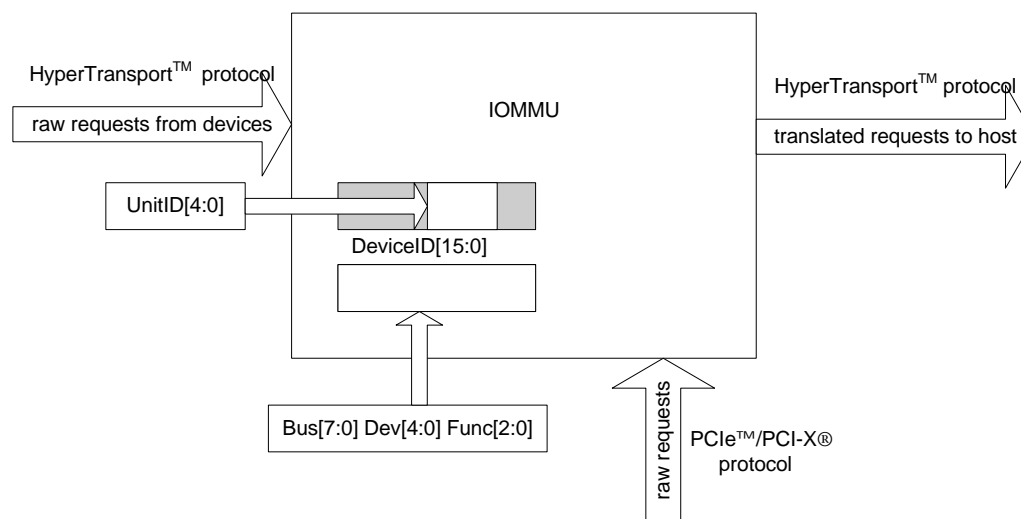 HyperTransport™ protocol
raw requests from devices
IOMMU
HyperTransport™ protocol
translated requests to host
UnitID[4:0]
DeviceID[15:0]
Bus[7:0] Dev[4:0] Func[2:0]
raw requests
PCIe™/PCI-X®
protocol